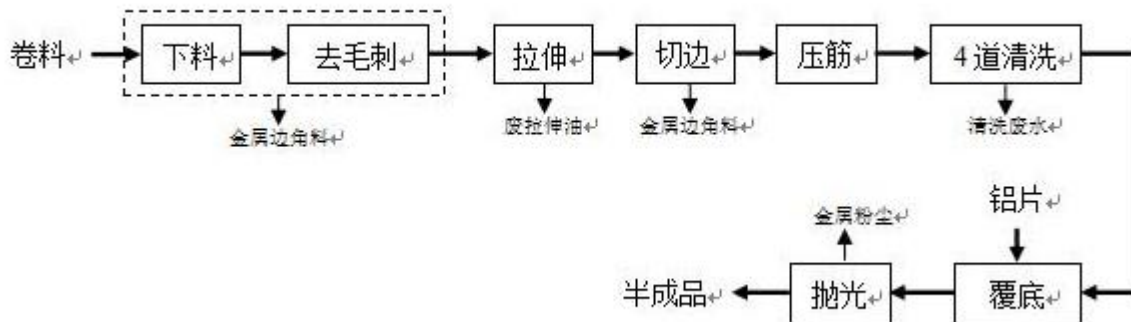 卷料 下料 去毛刺 拉伸 切边 压筋 4道清洗
金属边角料 废拉伸油 金属边角料 清洗废水
铝片
金属粉尘
半成品 抛光 覆底